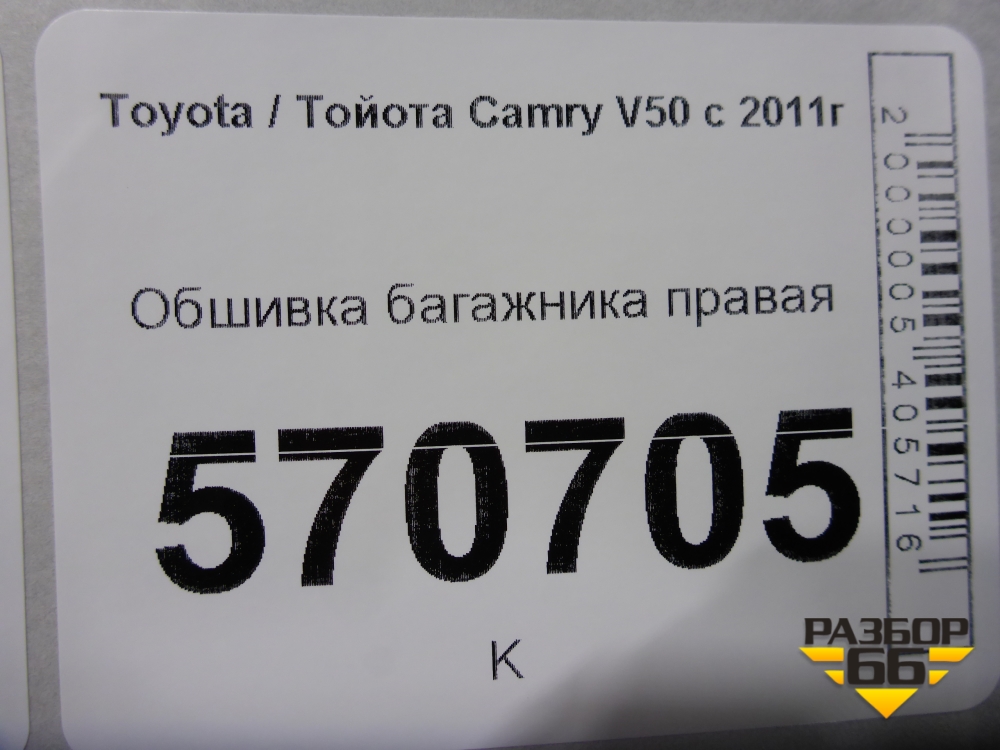 Toyota / Тойота Camry V50 с 2011г
Обшивка багажника правая
570705
К
2000005405716
РАЗБОР
66